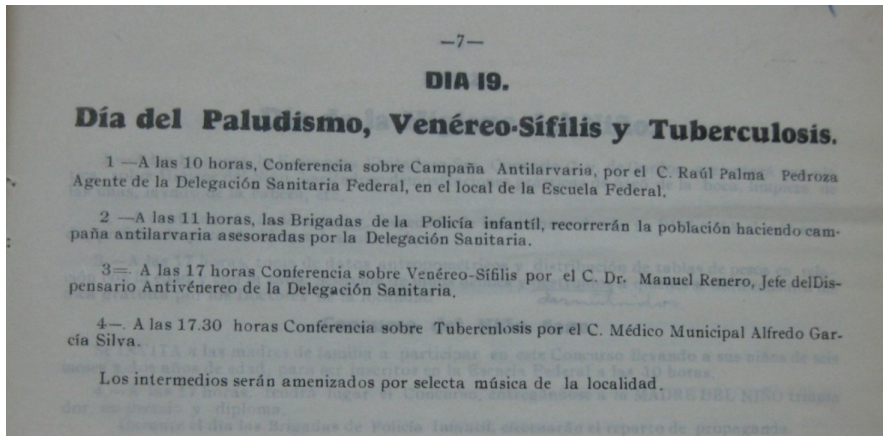 —7—
DIA 19.
Día del Paludismo, Venéreo-Sífilis y Tuberculosis.
1 —A las 10 horas, Conferencia sobre Campaña Antilarvaria, por el C. Raúl Palma Pedroza
Agente de la Delegación Sanitaria Federal, en el local de la Escuela Federal.
2 —A las 11 horas, las Brigadas de la Policía infantíl, recorrerán la población haciendo cam-
paña antilarvaria asesoradas por la Delegación Sanitaria.
3=. A las 17 horas Conferencia sobre Venéreo-Sífilis por el C. Dr. Manuel Renero, Jefe delDis-
pensario Antivénereo de la Delegación Sanitaria.
4—. A las 17.30 horas Conferencia sobre Tubercnlosis por el C. Médico Municipal Alfredo Gar-
cía Silva.
Los intermedios serán amenizados por selecta música de la localidad.